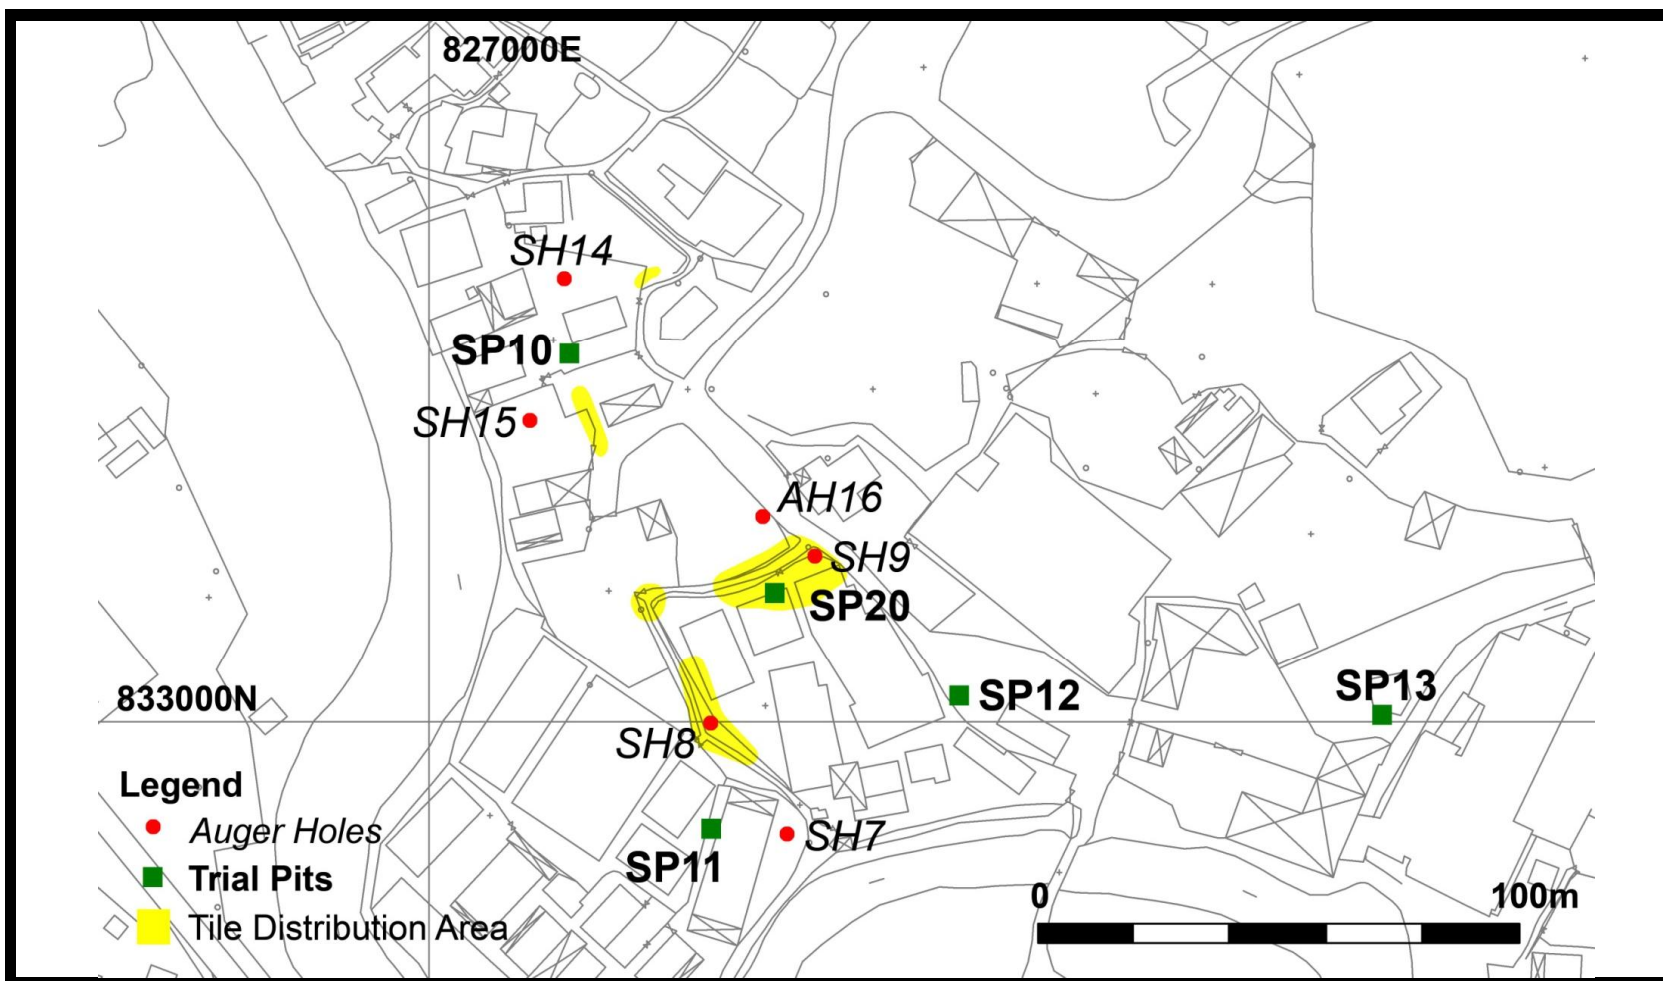 827000E
SH14
SP10
SH15
AH16
SH9
SP20
833000N
SP12
SP13
SH8
Legend
Auger Holes
SH7
SP11
Trial Pits
0 100m
Tile Distribution Area